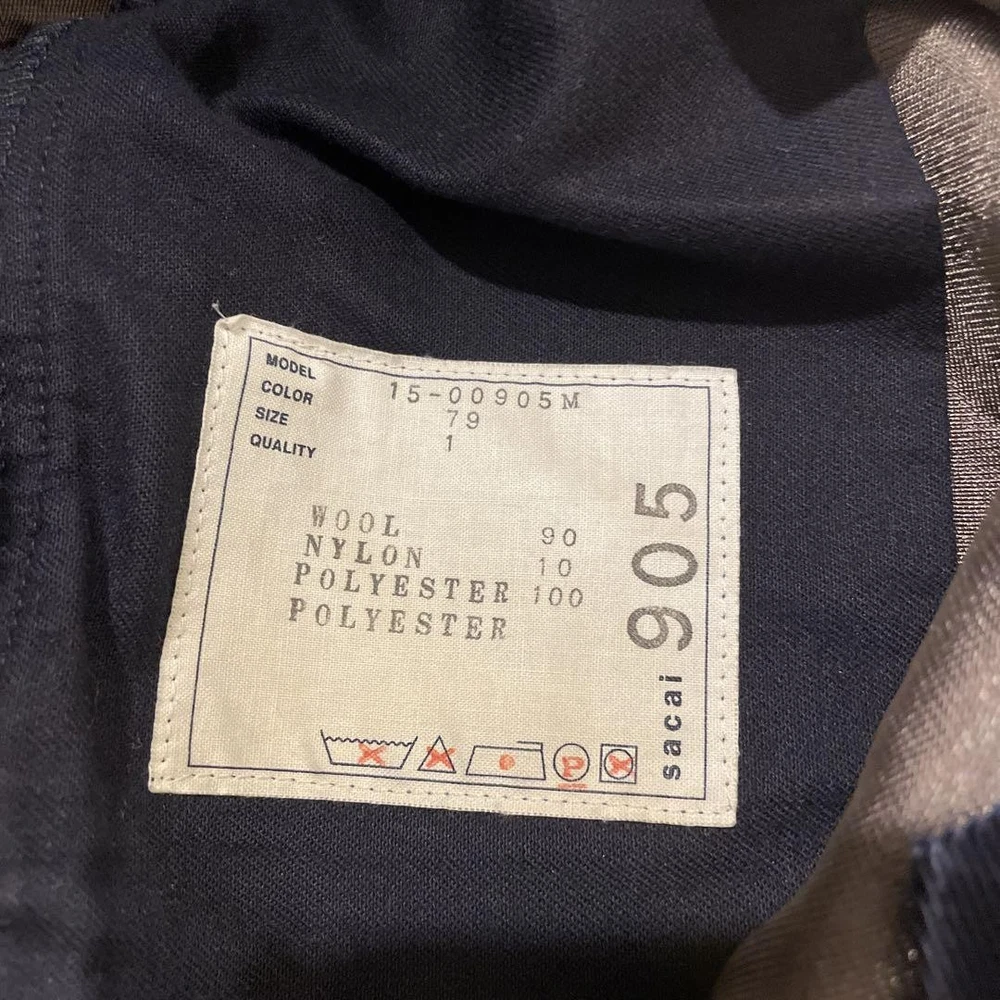 MODEL 15-00905M
COLOR 79
SIZE 1
QUALITY
WOOL 90
NYLON 10
POLYESTER 100
POLYESTER
P
sacai 905